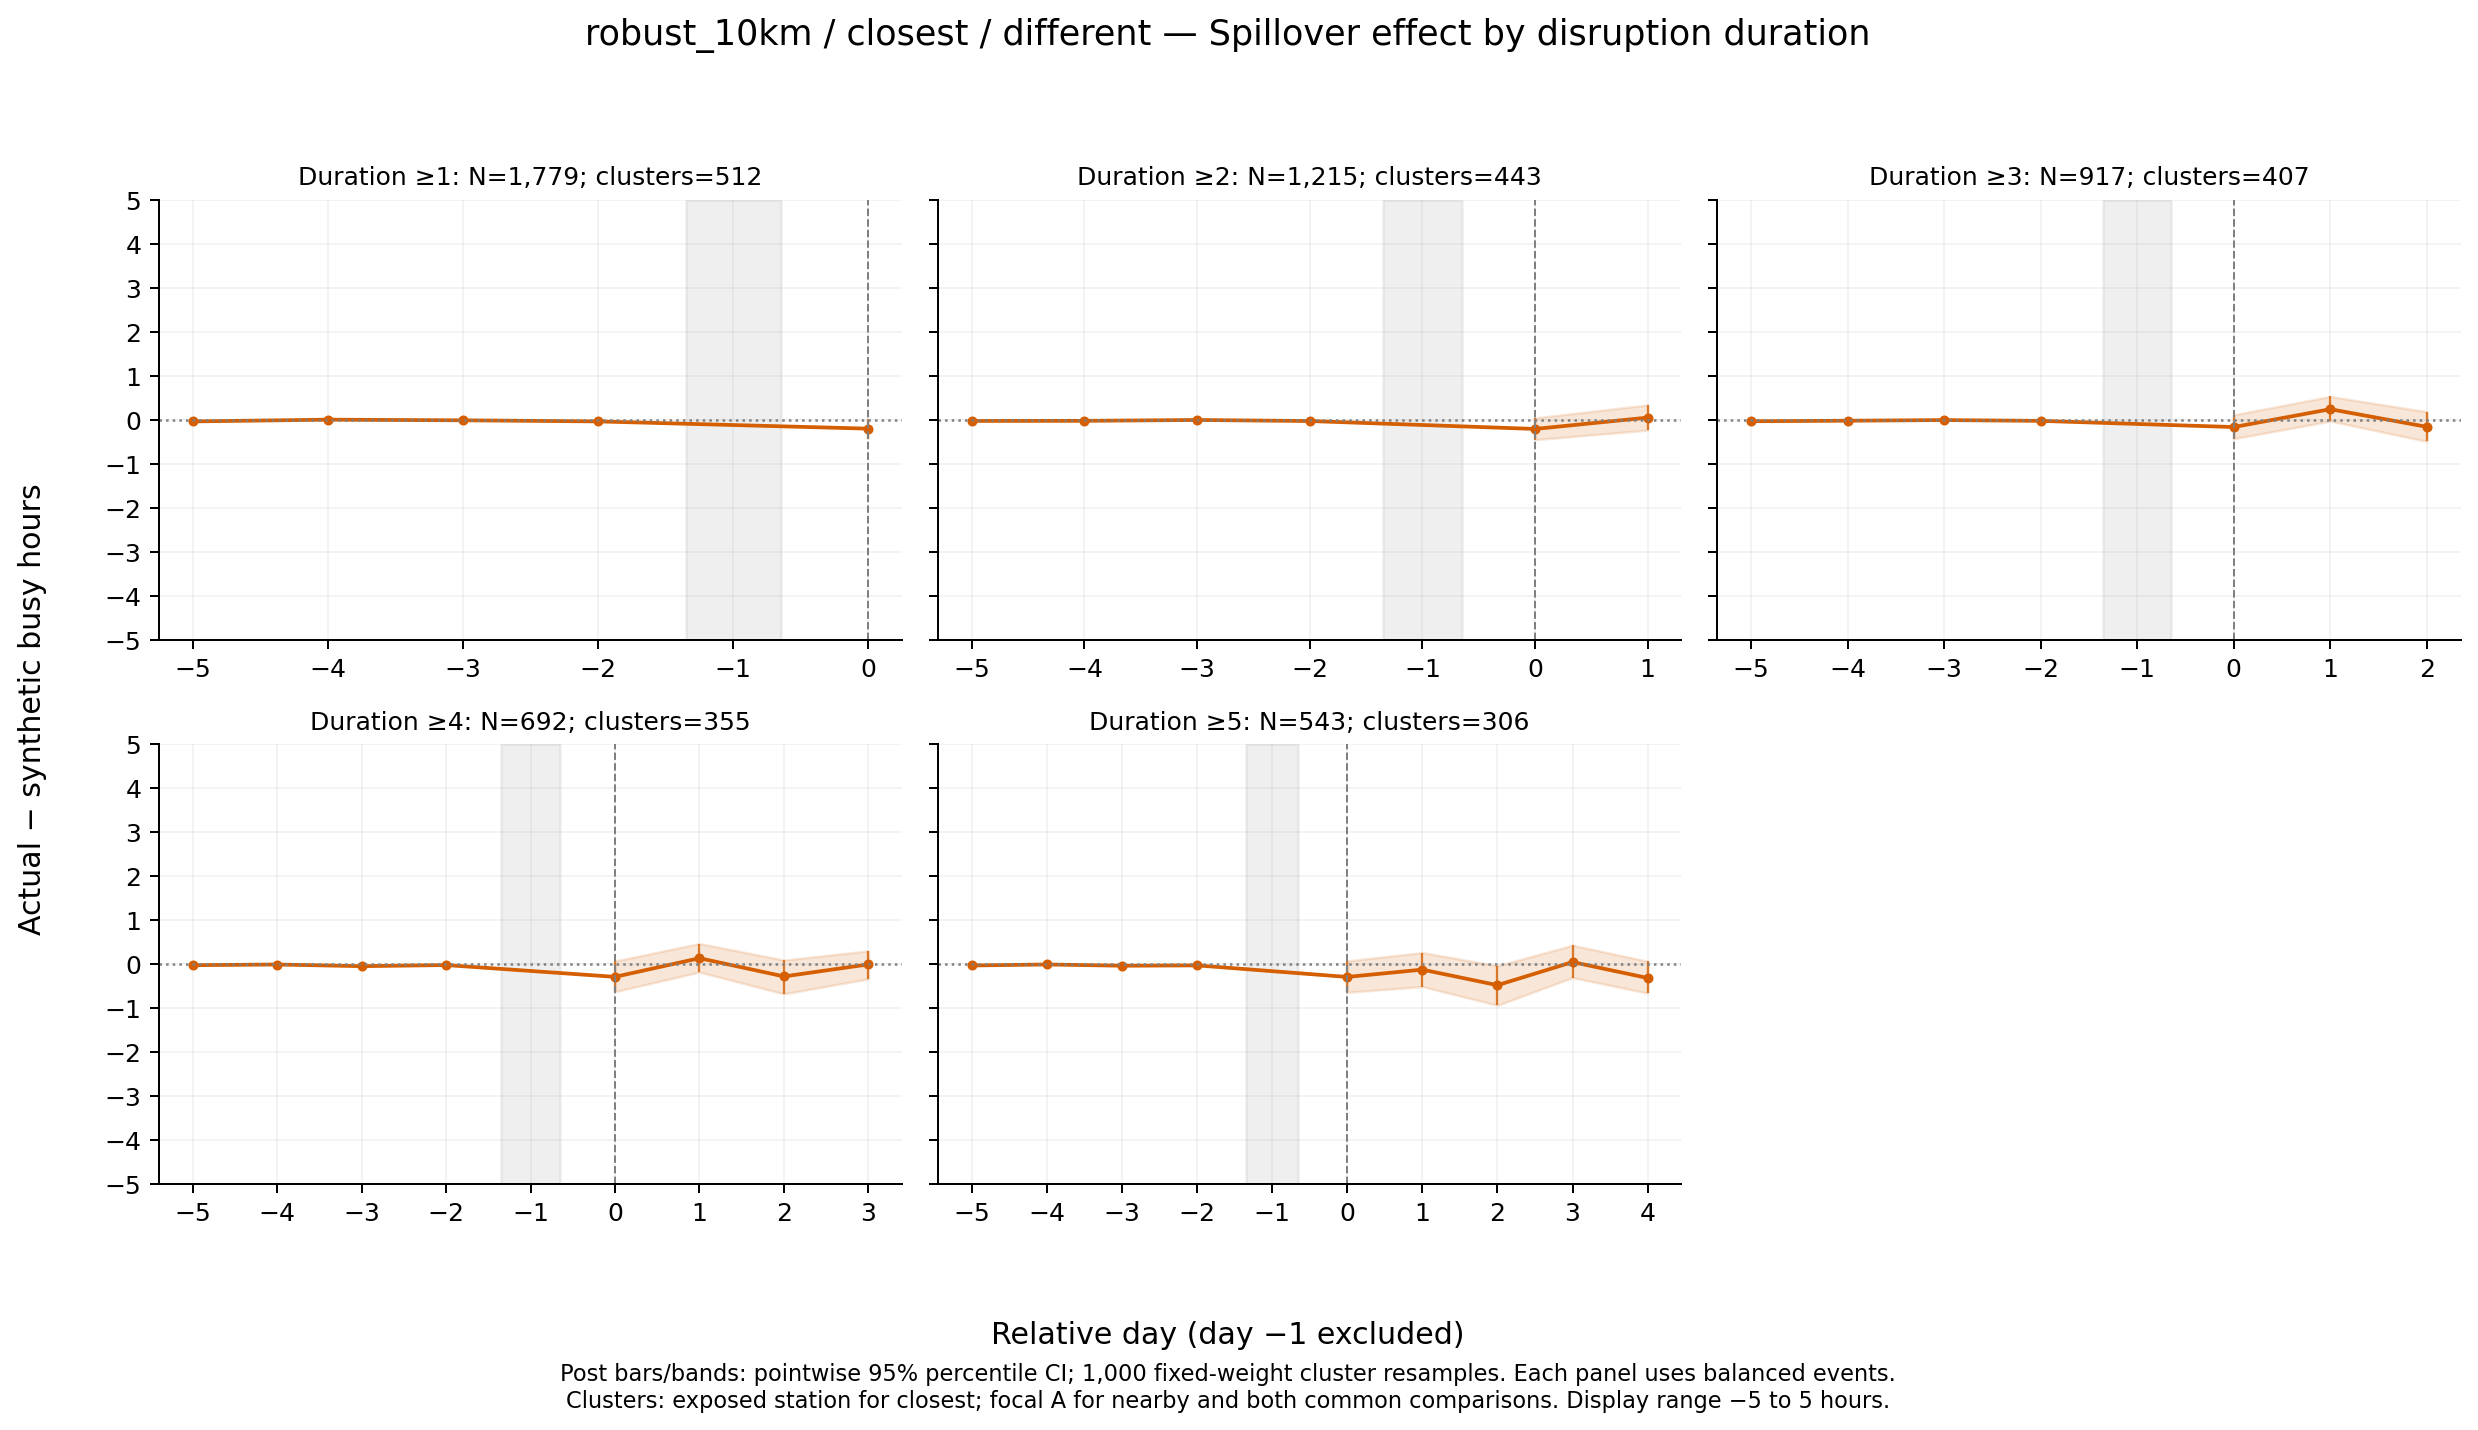 robust_10km / closest / different — Spillover effect by disruption duration
Duration ≥1: N=1,779; clusters=512
Duration ≥2: N=1,215; clusters=443
Duration ≥3: N=917; clusters=407
5
4
3
2
1
0
−1
−2
−3
−4
−5
−5 −4 −3 −2 −1 0
−5 −4 −3 −2 −1 0 1
−5 −4 −3 −2 −1 0 1 2
Actual − synthetic busy hours
Duration ≥4: N=692; clusters=355
Duration ≥5: N=543; clusters=306
5
4
3
2
1
0
−1
−2
−3
−4
−5
−5 −4 −3 −2 −1 0 1 2 3
−5 −4 −3 −2 −1 0 1 2 3 4
Relative day (day −1 excluded)
Post bars/bands: pointwise 95% percentile CI; 1,000 fixed-weight cluster resamples. Each panel uses balanced events.
Clusters: exposed station for closest; focal A for nearby and both common comparisons. Display range −5 to 5 hours.